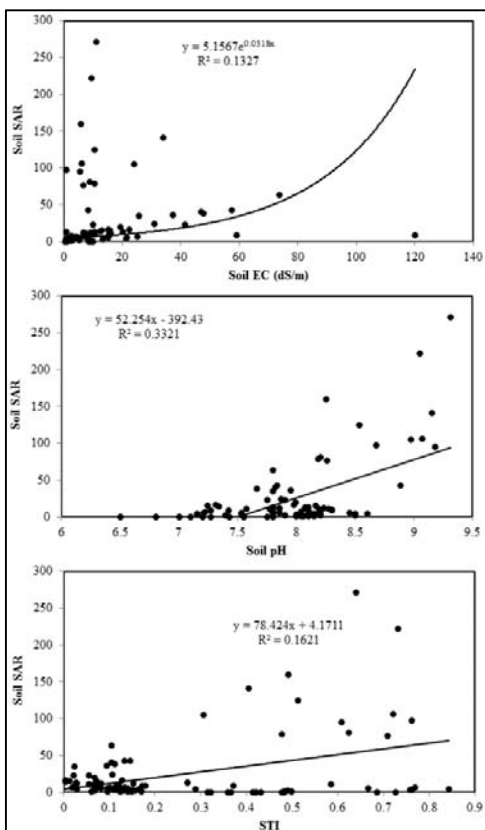 300
y = 5.1567e^0.0318x
R² = 0.1327
250
200
Soil SAR
150
100
50
0
0 20 40 60 80 100 120 140
Soil EC (dS/m)
300
y = 52.254x - 392.43
R² = 0.3321
250
200
Soil SAR
150
100
50
0
6 6.5 7 7.5 8 8.5 9 9.5
Soil pH
300
250
y = 78.424x + 4.1711
R² = 0.1621
200
Soil SAR
150
100
50
0
0 0.1 0.2 0.3 0.4 0.5 0.6 0.7 0.8 0.9
STI